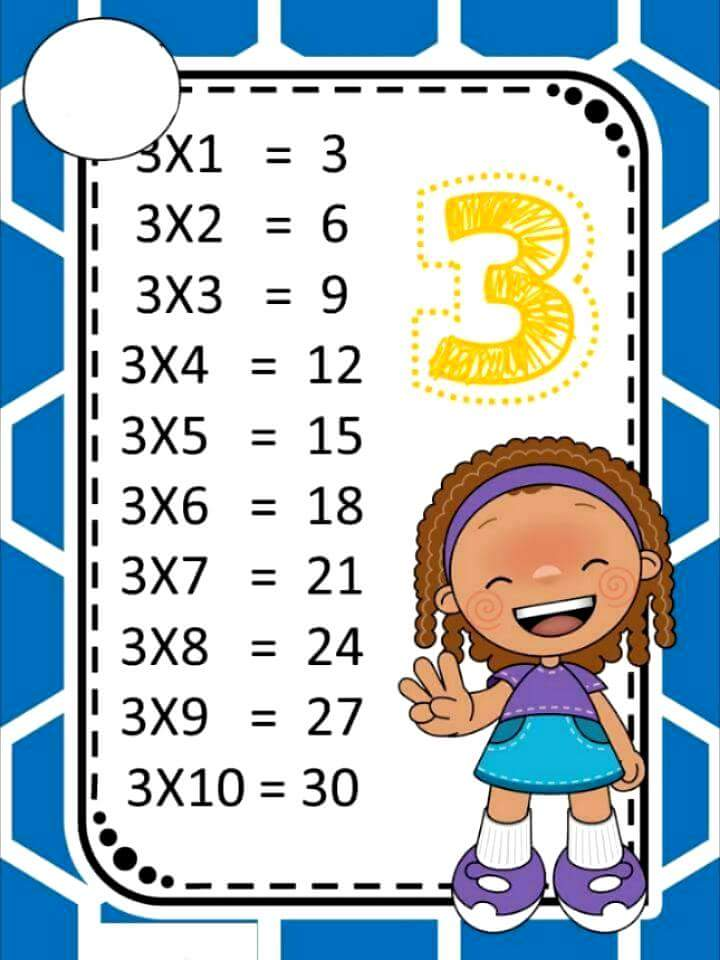 3X1 = 3
3X2 = 6
3X3 = 9
3X4 = 12
3X5 = 15
3X6 = 18
3X7 = 21
3X8 = 24
3X9 = 27
3X10 = 30
3